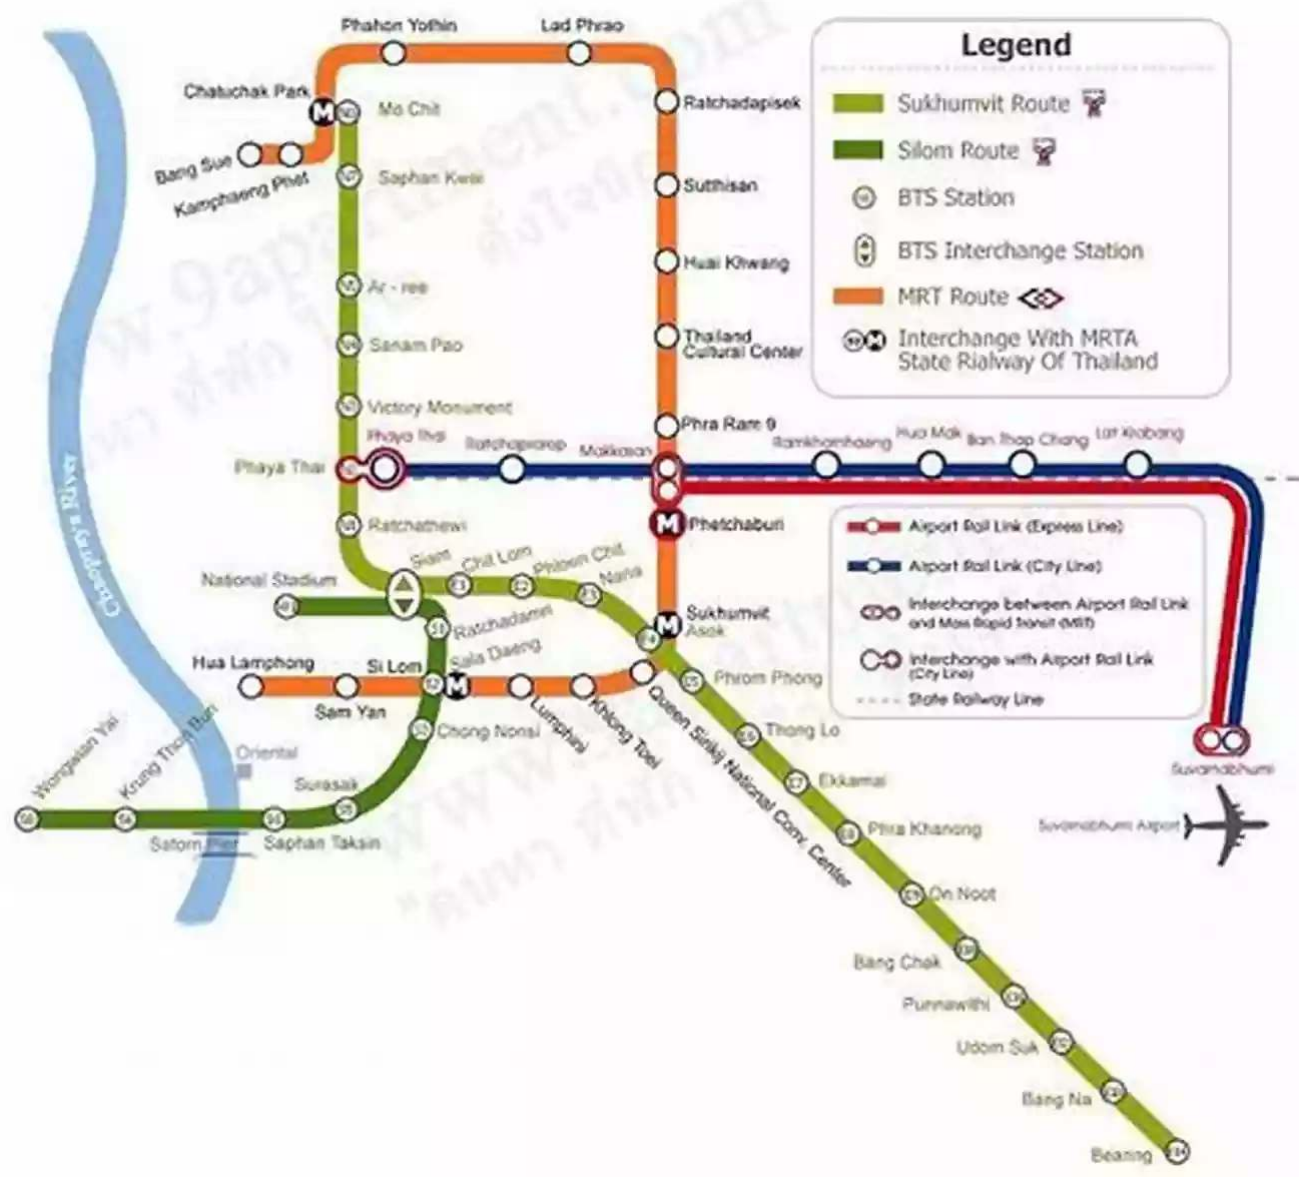 Phahon Yothin
Lad Phrao
Chatuchak Park
Mo Chit
Bang Sue
Kamphaeng Phet
Saphan Kwai
Ar - ree
Sanam Pao
Victory Monument
Phaya Thai
Phaya Thai
Ratchaprarop
Makkasan
Ratchathewi
Ratchadapisek
Sutthisan
Huai Khwang
Thailand
Cultural Center
Phra Ram 9
Ramkhamhaeng
Hua Mak
Ban Thap Chang
Lat Krabang
Phetchaburi
National Stadium
Siam
Chit Lom
Phloen Chit
Nana
Sukhumvit
Asok
Ratchadamri
Hua Lamphong
Si Lom
Sala Daeng
Sam Yan
Lumphini
Khlong Toei
Queen Sirikij National Conv. Center
Phrom Phong
Thong Lo
Ekkamai
Phra Khanong
On Noot
Bang Chak
Punnawithi
Udom Suk
Bang Na
Bearing
Chong Nonsi
Surasak
Saphan Taksin
Satorn Pier
Oriental
Krung Thon Buri
Wongwian Yai
Legend
Sukhumvit Route
Silom Route
BTS Station
BTS Interchange Station
MRT Route
Interchange With MRTA
State Rialway Of Thailand
Airport Rail Link (Express Line)
Airport Rail Link (City Line)
Interchange between Airport Rail Link
and Mass Rapid Transit (MRT)
Interchange with Airport Rail Link
(City Line)
State Railway Line
Suvarnabhumi
Suvarnabhumi Airport